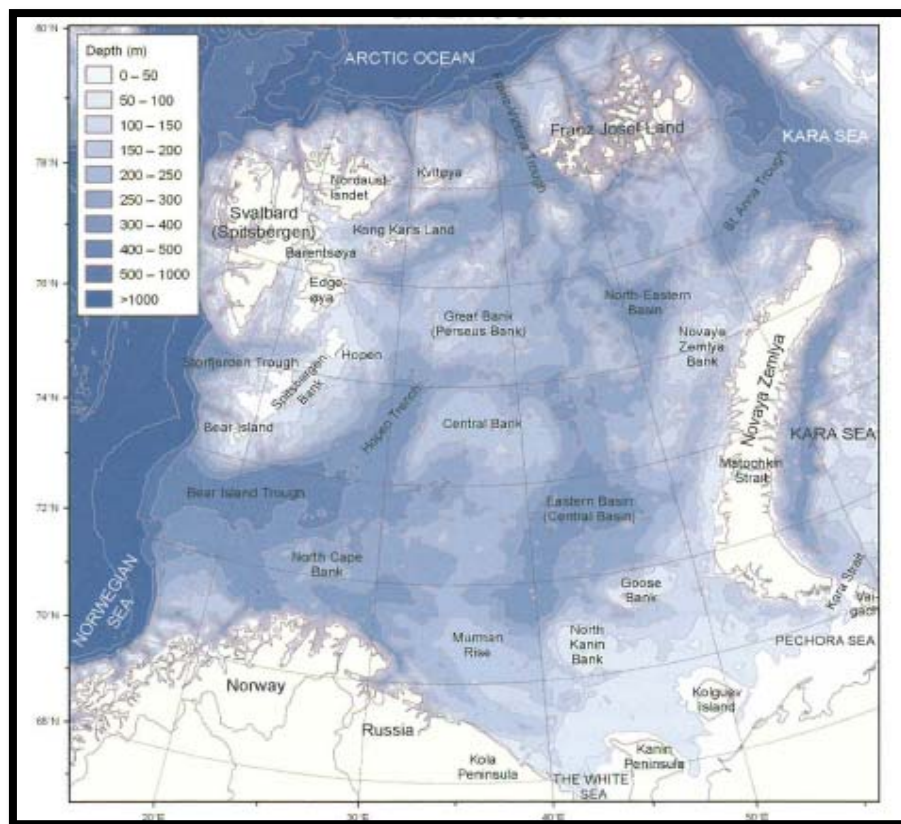 80°N
Depth (m)
0 – 50
50 – 100
100 – 150
150 – 200
200 – 250
250 – 300
300 – 400
400 – 500
500 – 1000
>1000
ARCTIC OCEAN
Trough
Franz Josef Land
KARA SEA
78°N
Nordaust-
landet
Kvitøya
St. Anna Trough
Svalbard
(Spitsbergen)
Kong Karls Land
Barentsøya
76°N
Edge-
øya
North-Eastern
Basin
Great Bank
(Perseus Bank)
Novaya
Zemlya
Bank
Novaya Zemlya
Storfjorden Trough
Hopen
Spitsbergen
Bank
74°N
Hopen Trench
Bear Island
Central Bank
KARA SEA
Matochkin
Strait
Bear Island Trough
Eastern Basin
(Central Basin)
72°N
North Cape
Bank
Goose
Bank
Kara Strait
Vai-
gach
NORWEGIAN
SEA
70°N
Murman
Rise
North
Kanin
Bank
PECHORA SEA
Norway
Kolguev
Island
68°N
Russia
Kola
Peninsula
Kanin
Peninsula
THE WHITE
SEA
20°E
30°E
40°E
50°E